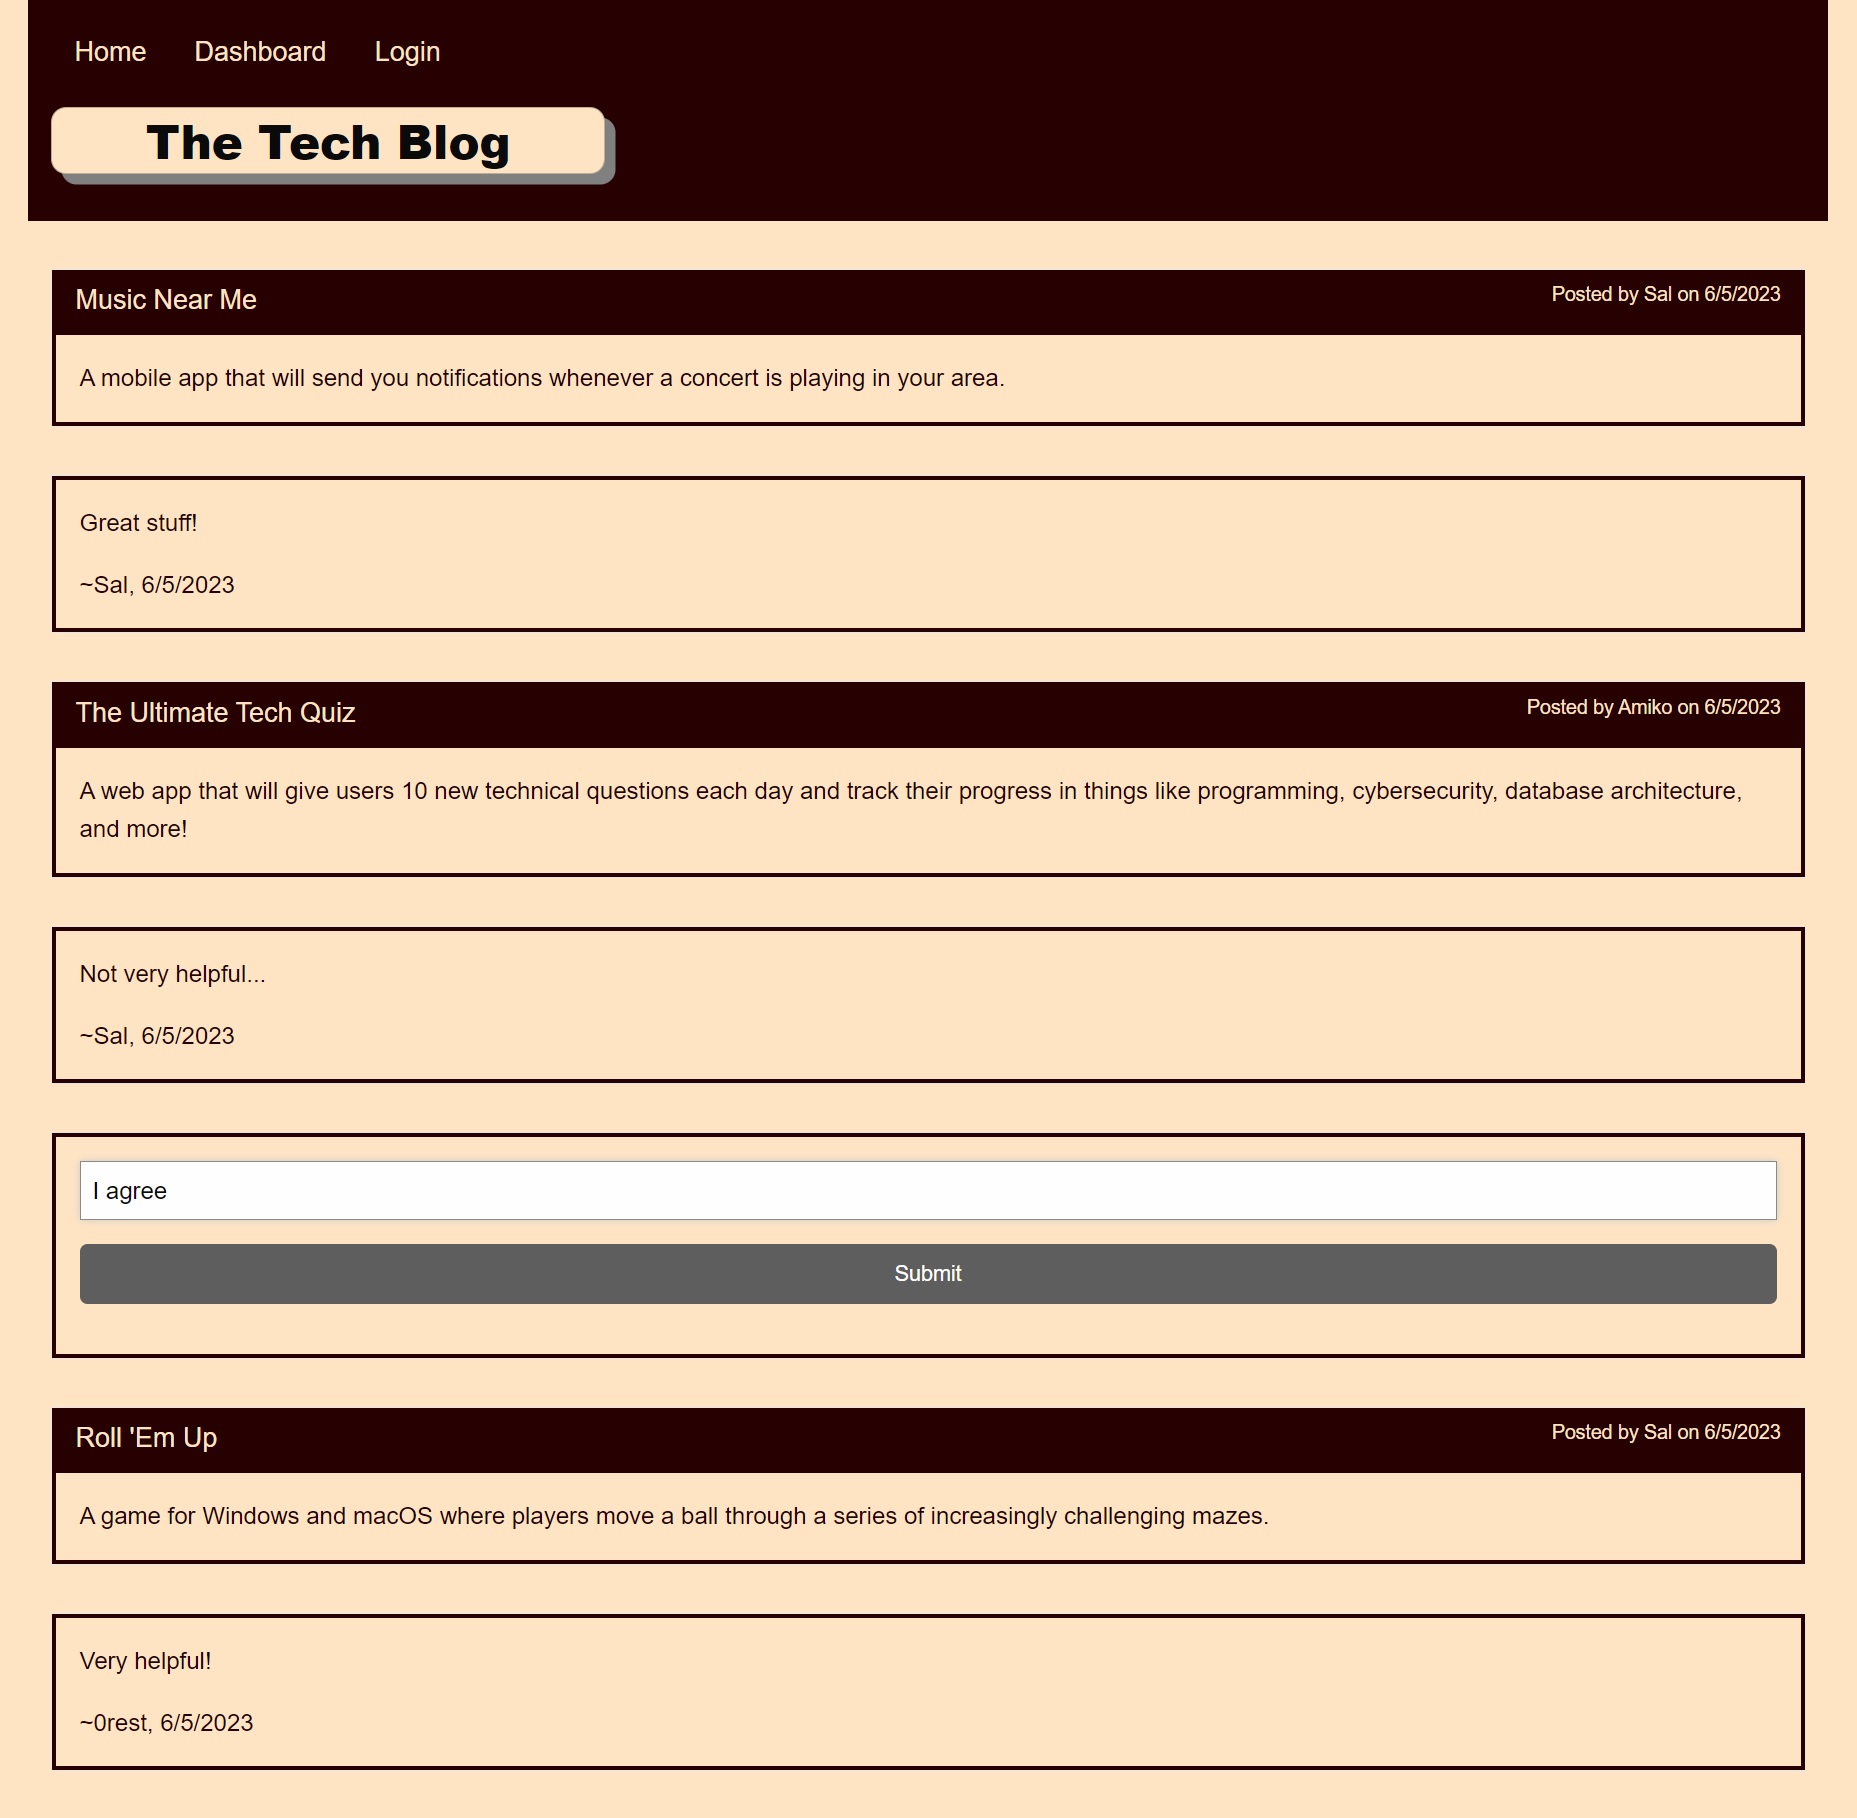 Home Dashboard Login
The Tech Blog
Music Near Me Posted by Sal on 6/5/2023
A mobile app that will send you notifications whenever a concert is playing in your area.
Great stuff!
~Sal, 6/5/2023
The Ultimate Tech Quiz Posted by Amiko on 6/5/2023
A web app that will give users 10 new technical questions each day and track their progress in things like programming, cybersecurity, database architecture,
and more!
Not very helpful...
~Sal, 6/5/2023
I agree
Submit
Roll 'Em Up Posted by Sal on 6/5/2023
A game for Windows and macOS where players move a ball through a series of increasingly challenging mazes.
Very helpful!
~0rest, 6/5/2023